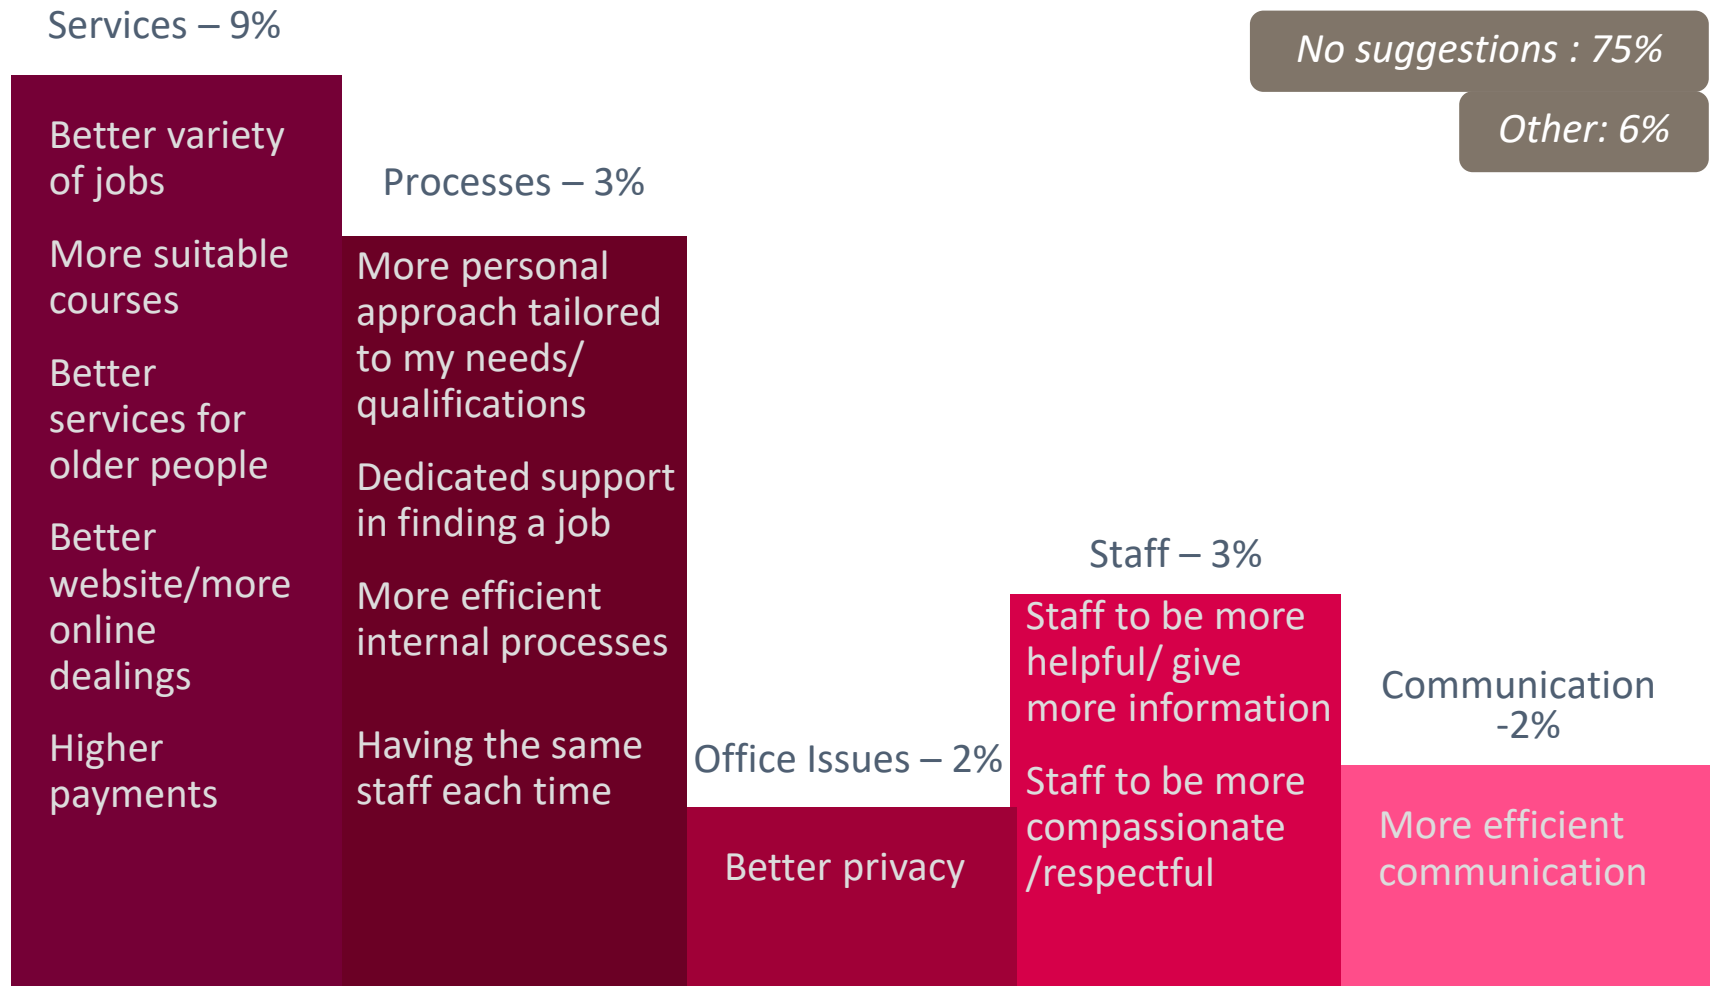 Services – 9%
Better variety
of jobs
More suitable
courses
Better
services for
older people
Better
website/more
online
dealings
Higher
payments
Processes – 3%
More personal
approach tailored
to my needs/
qualifications
Dedicated support
in finding a job
More efficient
internal processes
Having the same
staff each time
Office Issues – 2%
Better privacy
Staff – 3%
Staff to be more
helpful/ give
more information
Staff to be more
compassionate
/respectful
Communication
-2%
More efficient
communication
No suggestions : 75%
Other: 6%